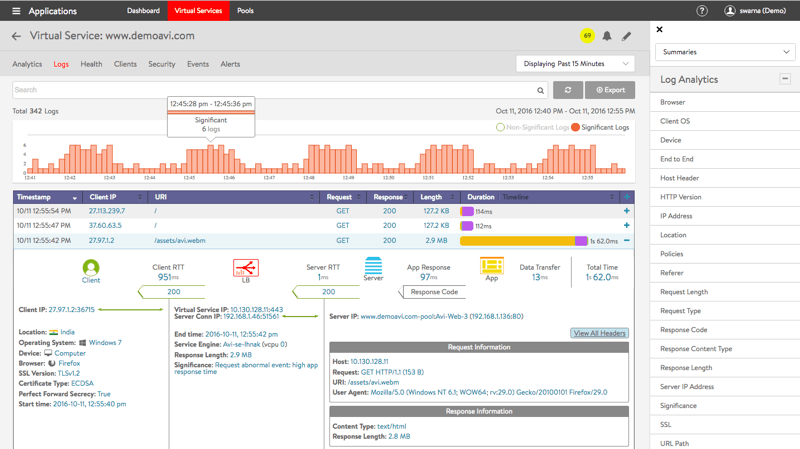 Applications
Dashboard
Virtual Services
Pools
?
swarna (Demo)
Virtual Service: www.demoavi.com
69
Analytics
Logs
Health
Clients
Security
Events
Alerts
Displaying Past 15 Minutes
Search
Export
Total 342 Logs
Oct 11, 2016 12:40 PM - Oct 11, 2016 12:55 PM
12:45:28 pm - 12:45:36 pm
Significant
6 logs
Non-Significant Logs
Significant Logs
6
4
2
0
12:41 12:42 12:43 12:44 12:45 12:46 12:47 12:48 12:49 12:50 12:51 12:52 12:53 12:54 12:55
Timestamp Client IP URI Request Response Length Duration Timeline
10/11 12:55:54 PM 27.113.239.7 / GET 200 127.2 KB 114ms
10/11 12:55:47 PM 37.60.63.5 / GET 200 127.2 KB 112ms
10/11 12:55:42 PM 27.97.1.2 /assets/avi.webm GET 200 2.9 MB 1s 62.0ms
Client
Client RTT
951ms
200
LB
Server RTT
1ms
200
Server
App Response
97ms
Response Code
App
Data Transfer
13ms
Total Time
1s 62.0ms
Client IP: 27.97.1.2:36715
Location: India
Operating System: Windows 7
Device: Computer
Browser: Firefox
SSL Version: TLSv1.2
Certificate Type: ECDSA
Perfect Forward Secrecy: True
Start time: 2016-10-11, 12:55:40 pm
Virtual Service IP: 10.130.128.11:443
Server Conn IP: 192.168.1.46:51561
End time: 2016-10-11, 12:55:42 pm
Service Engine: Avi-se-lhnak (vcpu 0)
Response Length: 2.9 MB
Significance: Request abnormal event: high app
response time
Server IP: www.demoavi.com-pool:Avi-Web-3 (192.168.1.136:80)
View All Headers
Request Information
Host: 10.130.128.11
Request: GET HTTP/1.1 (153 B)
URI: /assets/avi.webm
User Agent: Mozilla/5.0 (Windows NT 6.1; WOW64; rv:29.0) Gecko/20100101 Firefox/29.0
Response Information
Content Type: text/html
Response Length: 2.8 MB
Summaries
Log Analytics
Browser
Client OS
Device
End to End
Host Header
HTTP Version
IP Address
Location
Policies
Referer
Request Length
Request Type
Response Code
Response Content Type
Response Length
Server IP Address
Significance
SSL
URL Path